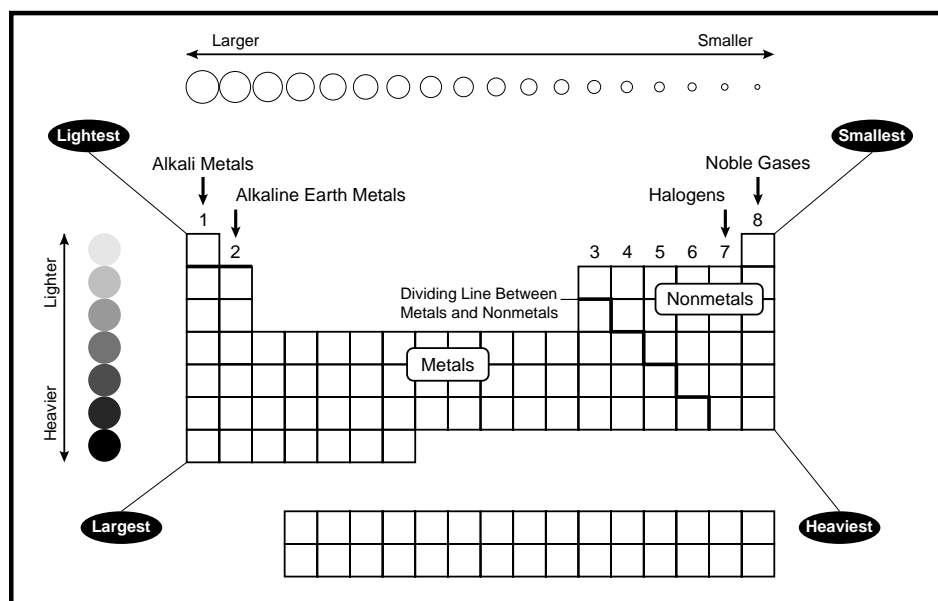 Larger
Smaller
Lightest
Smallest
Alkali Metals
Noble Gases
Alkaline Earth Metals
Halogens
1
8
2
3 4 5 6 7
Lighter
Dividing Line Between
Metals and Nonmetals
Nonmetals
Metals
Heavier
Largest
Heaviest